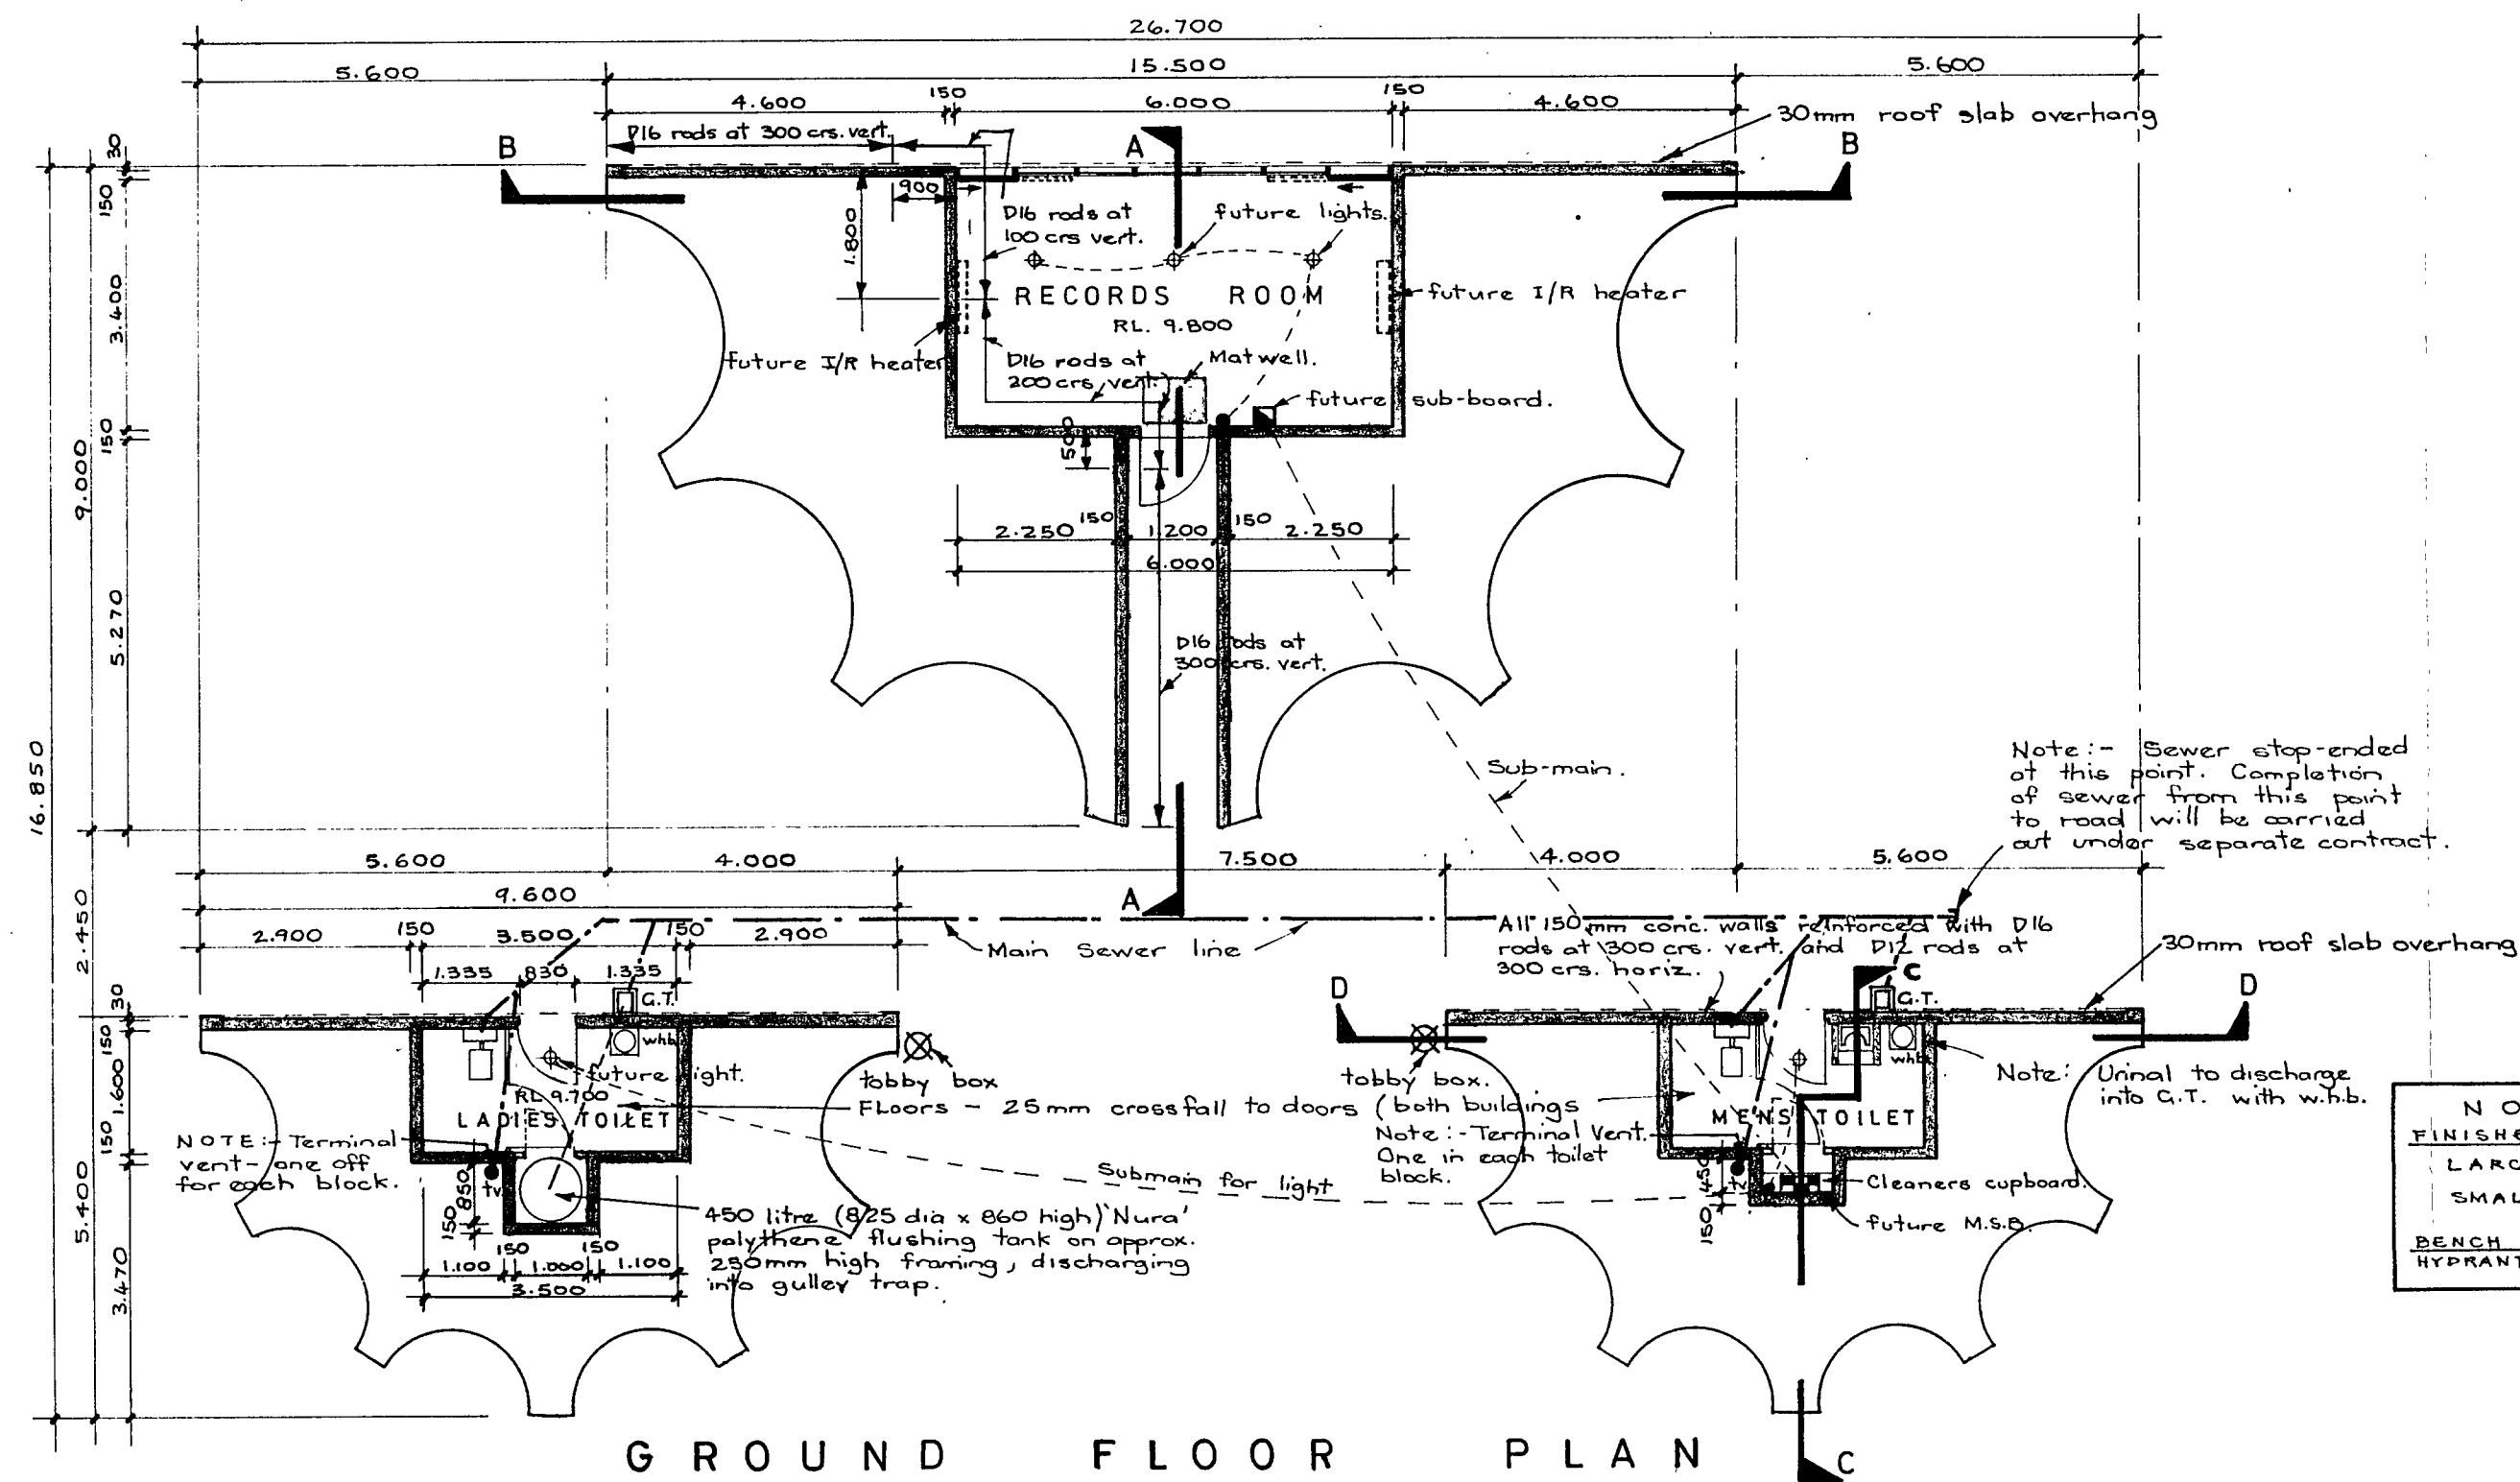 26.700
5.600
15.500
5.600
4.600
150
6.000
150
4.600
30mm roof slab overhang
D16 rods at 300 crs. vert.
B
A
B
30
150
3.400
150
5.270
9.000
16.850
900
1.800
D16 rods at
100 crs vert.
future lights.
RECORDS ROOM
RL. 9.800
future I/R heater
future I/R heater
D16 rods at
200 crs vert.
Matwell.
future sub-board.
500
2.250
150
1.200
150
2.250
6.000
D16 rods at
300 crs. vert.
Sub-main.
Note:- Sewer stop-ended
at this point. Completion
of sewer from this point
to road will be carried
out under separate contract.
5.600
4.000
7.500
4.000
5.600
9.600
A
2.450
2.900
150
3.500
150
2.900
Main Sewer line
All 150 mm conc. walls reinforced with D16
rods at 300 crs. vert. and D12 rods at
300 crs. horiz.
30mm roof slab overhang
1.335
830
1.335
G.T.
D
C
G.T.
D
30
150
1.600
150
3.470
5.400
whb
future light.
RL 9.700
LADIES TOILET
tobby box
tobby box.
Floors - 25mm crossfall to doors (both buildings
whb
Note: Urinal to discharge
into G.T. with w.h.b.
MENS' TOILET
NOTE:- Terminal
vent- one off
for each block.
Note:- Terminal Vent.
One in each toilet
block.
Submain for light
tv.
850
150
450 litre (825 dia x 860 high) 'Nura'
polythene flushing tank on approx.
250mm high framing, discharging
into gulley trap.
150
150
1.100
1.000
1.100
3.500
tv
450
150
Cleaners cupboard.
future M.S.B.
NO
FINISHE
LARG
SMAL
BENCH
HYDRANT
GROUND FLOOR PLAN
C